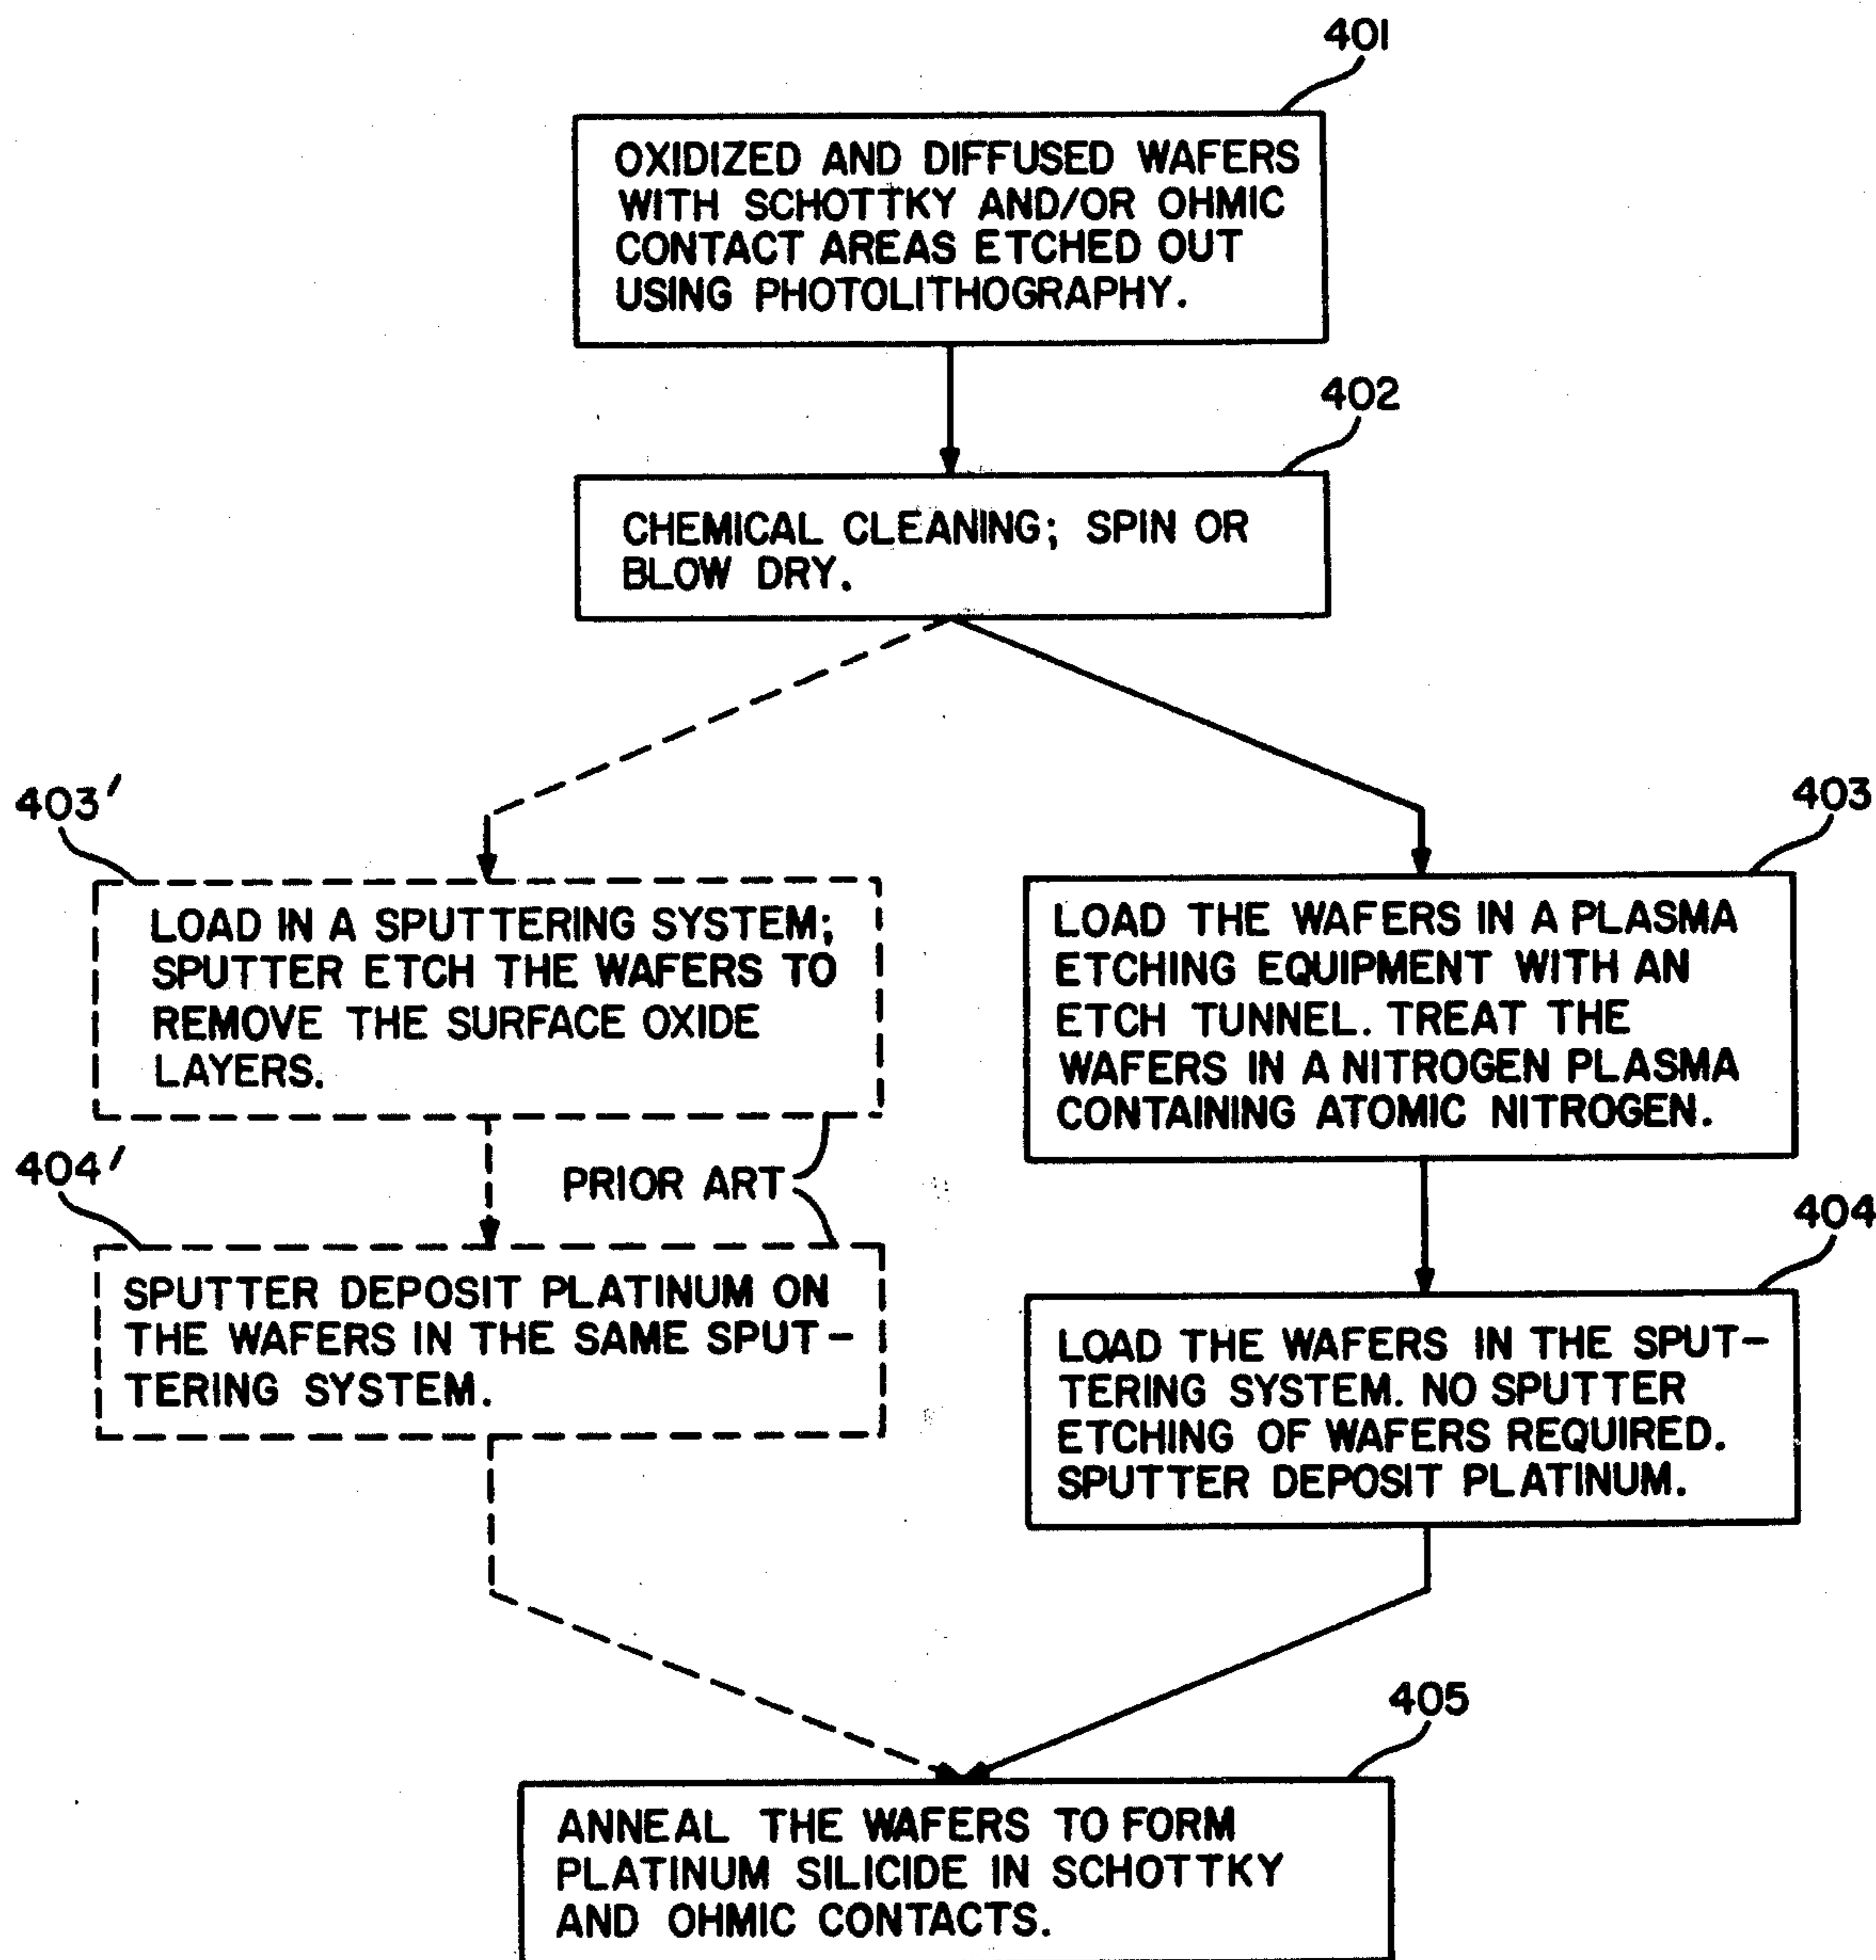 401
OXIDIZED AND DIFFUSED WAFERS
WITH SCHOTTKY AND/OR OHMIC
CONTACT AREAS ETCHED OUT
USING PHOTOLITHOGRAPHY.
402
CHEMICAL CLEANING; SPIN OR
BLOW DRY.
403'
LOAD IN A SPUTTERING SYSTEM;
SPUTTER ETCH THE WAFERS TO
REMOVE THE SURFACE OXIDE
LAYERS.
403
LOAD THE WAFERS IN A PLASMA
ETCHING EQUIPMENT WITH AN
ETCH TUNNEL. TREAT THE
WAFERS IN A NITROGEN PLASMA
CONTAINING ATOMIC NITROGEN.
PRIOR ART
404'
SPUTTER DEPOSIT PLATINUM ON
THE WAFERS IN THE SAME SPUT-
TERING SYSTEM.
404
LOAD THE WAFERS IN THE SPUT-
TERING SYSTEM. NO SPUTTER
ETCHING OF WAFERS REQUIRED.
SPUTTER DEPOSIT PLATINUM.
405
ANNEAL THE WAFERS TO FORM
PLATINUM SILICIDE IN SCHOTTKY
AND OHMIC CONTACTS.